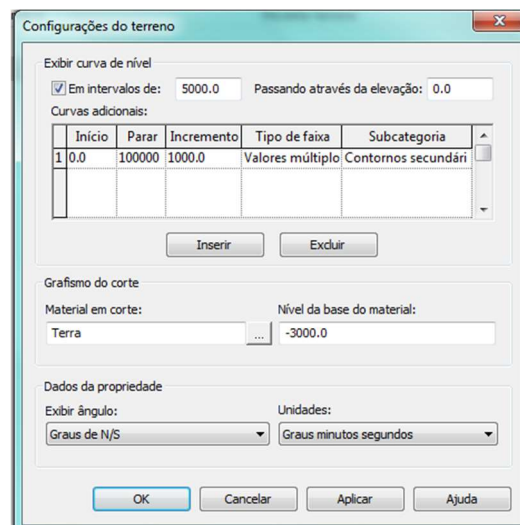 Configurações do terreno
Exibir curva de nível
Em intervalos de: 5000.0 Passando através da elevação: 0.0
Curvas adicionais:
Início Parar Incremento Tipo de faixa Subcategoria
1 0.0 100000 1000.0 Valores múltiplo Contornos secundári
Inserir Excluir
Grafismo do corte
Material em corte: Nível da base do material:
Terra ... -3000.0
Dados da propriedade
Exibir ângulo: Unidades:
Graus de N/S Graus minutos segundos
OK Cancelar Aplicar Ajuda